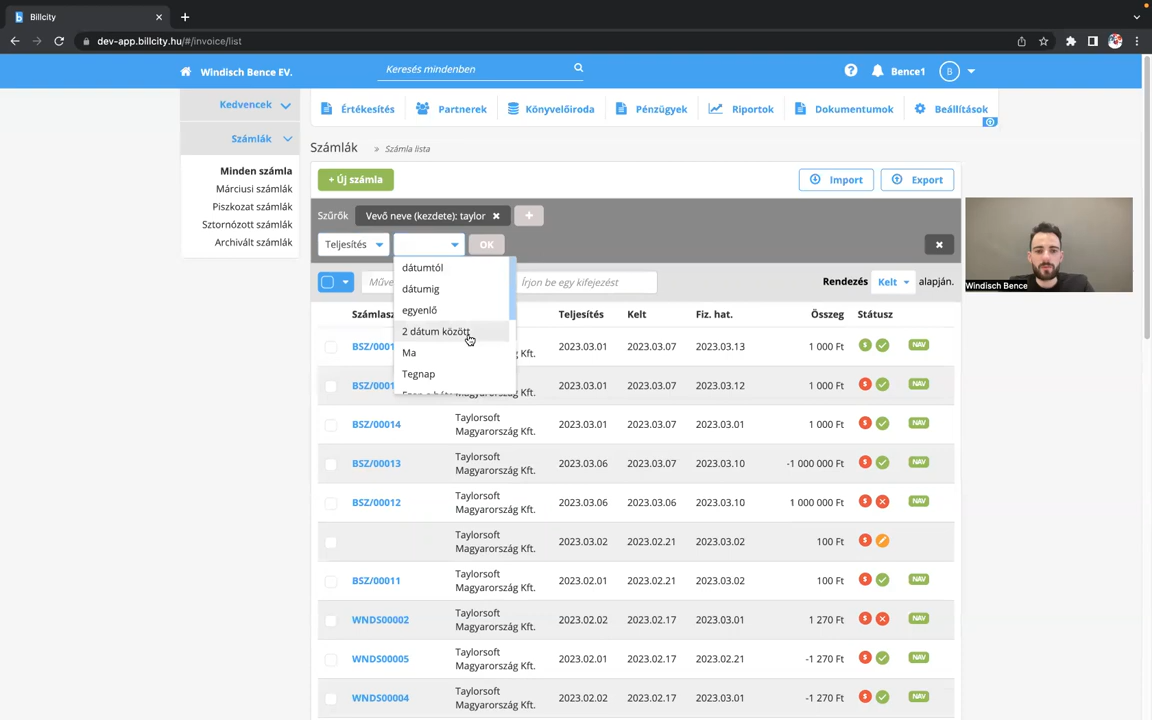 Billcity
dev-app.billcity.hu/#/invoice/list
Windisch Bence EV.
Keresés mindenben
Bence1
B
Kedvencek
Értékesítés
Partnerek
Könyvelőiroda
Pénzügyek
Riportok
Dokumentumok
Beállítások
Számlák
Minden számla
Márciusi számlák
Piszkozat számlák
Sztornózott számlák
Archivált számlák
Számlák » Számla lista
+ Új számla
Import
Export
Szűrők
Vevő neve (kezdete): taylor
Teljesítés
OK
dátumtól
dátumig
egyenlő
2 dátum között
Ma
Tegnap
Írjon be egy kifejezést
Rendezés Kelt alapján.
Teljesítés Kelt Fiz. hat. Összeg Státusz
2023.03.01 2023.03.07 2023.03.13 1 000 Ft NAV
2023.03.01 2023.03.07 2023.03.12 1 000 Ft NAV
BSZ/00014 Taylorsoft Magyarország Kft. 2023.03.01 2023.03.07 2023.03.01 1 000 Ft NAV
BSZ/00013 Taylorsoft Magyarország Kft. 2023.03.06 2023.03.07 2023.03.10 -1 000 000 Ft NAV
BSZ/00012 Taylorsoft Magyarország Kft. 2023.03.06 2023.03.06 2023.03.10 1 000 000 Ft NAV
Taylorsoft Magyarország Kft. 2023.03.02 2023.02.21 2023.03.02 100 Ft
BSZ/00011 Taylorsoft Magyarország Kft. 2023.02.01 2023.02.21 2023.03.02 100 Ft NAV
WNDS00002 Taylorsoft Magyarország Kft. 2023.02.02 2023.02.17 2023.03.01 1 270 Ft NAV
WNDS00005 Taylorsoft Magyarország Kft. 2023.02.01 2023.02.17 2023.02.21 -1 270 Ft NAV
WNDS00004 Taylorsoft Magyarország Kft. 2023.02.02 2023.02.17 2023.03.01 -1 270 Ft NAV
Windisch Bence